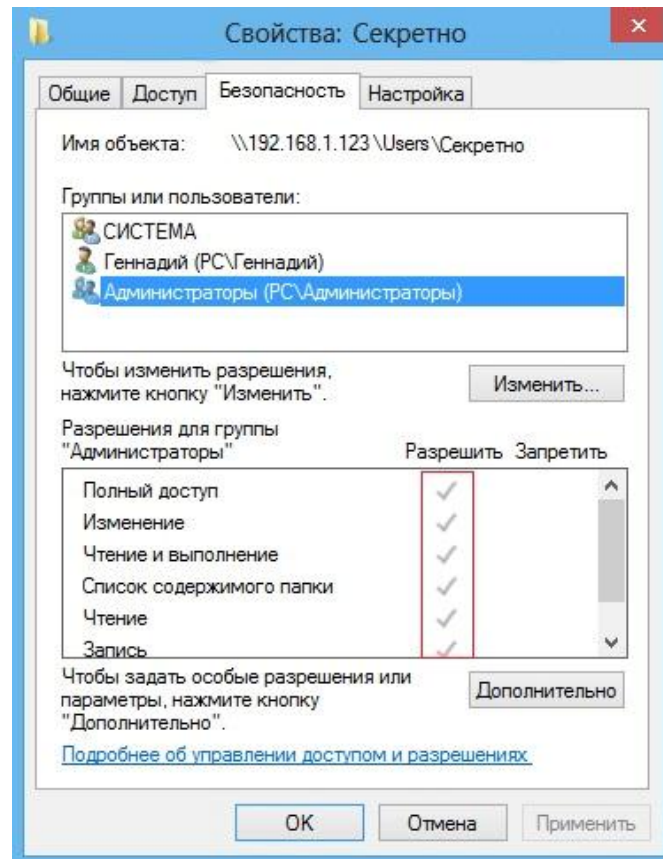 Свойства: Секретно
Общие Доступ Безопасность Настройка
Имя объекта: \\192.168.1.123\Users\Секретно
Группы или пользователи:
СИСТЕМА
Геннадий (PC\Геннадий)
Администраторы (PC\Администраторы)
Чтобы изменить разрешения,
нажмите кнопку "Изменить".
Изменить...
Разрешения для группы
"Администраторы"
Разрешить Запретить
Полный доступ
Изменение
Чтение и выполнение
Список содержимого папки
Чтение
Запись
Чтобы задать особые разрешения или
параметры, нажмите кнопку
"Дополнительно".
Дополнительно
Подробнее об управлении доступом и разрешениях
OK Отмена Применить